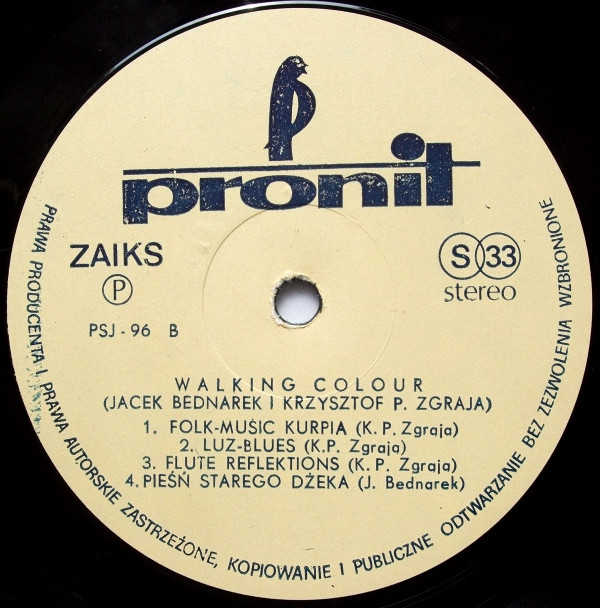 pronit
ZAIKS
P
PSJ - 96 B
S 33
stereo
WALKING COLOUR
(JACEK BEDNAREK I KRZYSZTOF P. ZGRAJA)
1. FOLK-MUSIC KURPIA (K. P. Zgraja)
2. LUZ-BLUES (K.P. Zgraja)
3. FLUTE REFLEKTIONS (K. P. Zgraja)
4. PIEŚŃ STAREGO DŻEKA (J. Bednarek)
PRAWA PRODUCENTA I PRAWA AUTORSKIE ZASTRZEŻONE, KOPIOWANIE I PUBLICZNE ODTWARZANIE BEZ ZEZWOLENIA WZBRONIONE